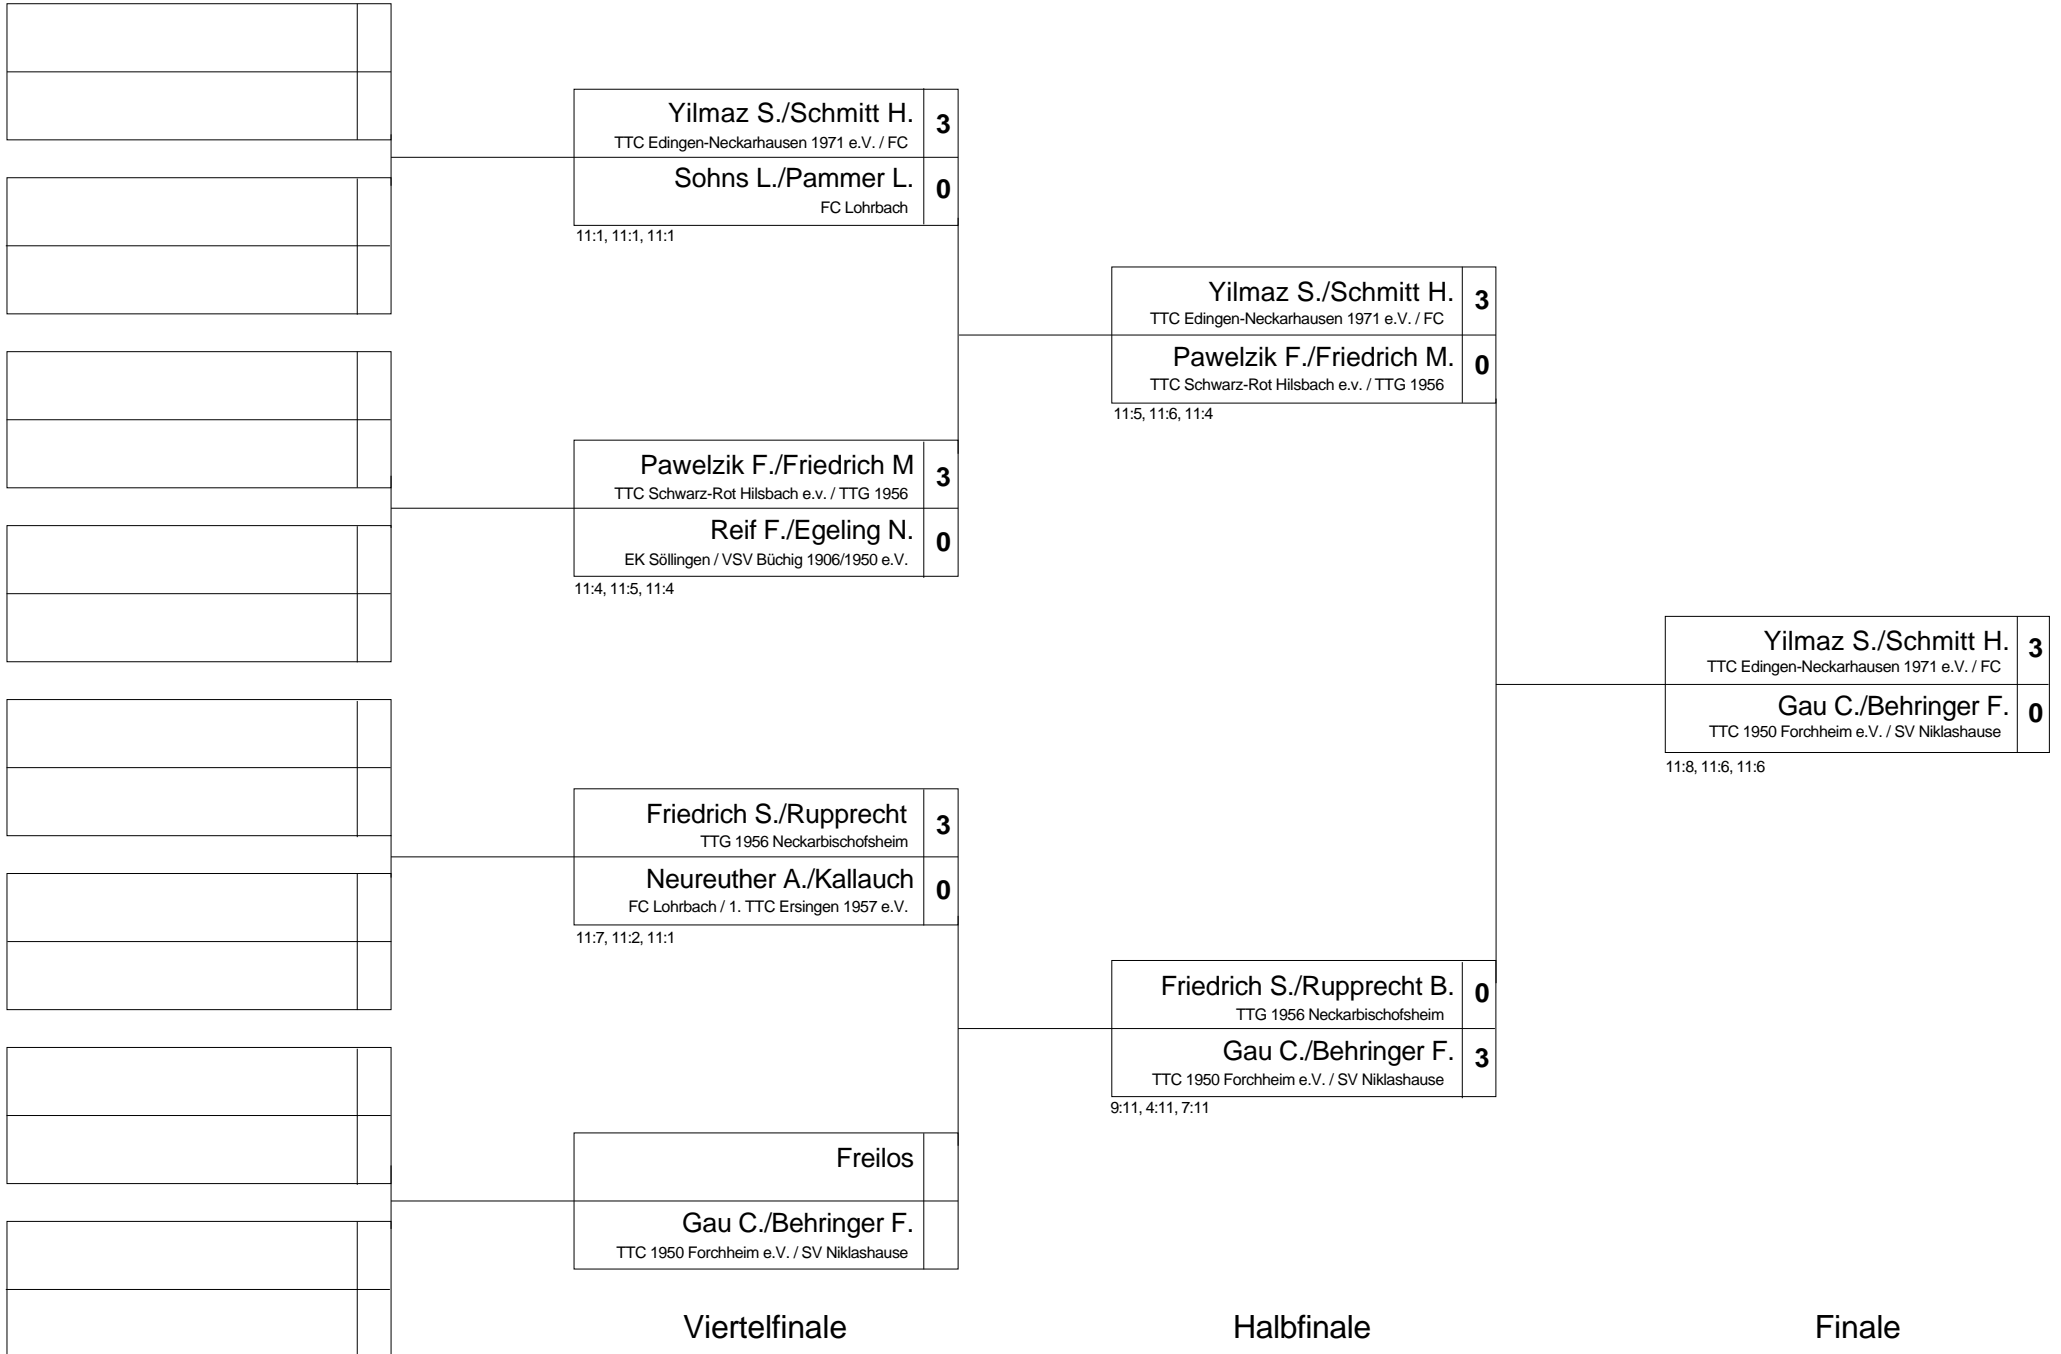 Yilmaz S./Schmitt H. 3
TTC Edingen-Neckarhausen 1971 e.V. / FC
Sohns L./Pammer L. 0
FC Lohrbach
11:1, 11:1, 11:1
Pawelzik F./Friedrich M 3
TTC Schwarz-Rot Hilsbach e.v. / TTG 1956
Reif F./Egeling N. 0
EK Söllingen / VSV Büchig 1906/1950 e.V.
11:4, 11:5, 11:4
Friedrich S./Rupprecht 3
TTG 1956 Neckarbischofsheim
Neureuther A./Kallauch 0
FC Lohrbach / 1. TTC Ersingen 1957 e.V.
11:7, 11:2, 11:1
Freilos
Gau C./Behringer F.
TTC 1950 Forchheim e.V. / SV Niklashause
Viertelfinale
Yilmaz S./Schmitt H. 3
TTC Edingen-Neckarhausen 1971 e.V. / FC
Pawelzik F./Friedrich M. 0
TTC Schwarz-Rot Hilsbach e.v. / TTG 1956
11:5, 11:6, 11:4
Friedrich S./Rupprecht B. 0
TTG 1956 Neckarbischofsheim
Gau C./Behringer F. 3
TTC 1950 Forchheim e.V. / SV Niklashause
9:11, 4:11, 7:11
Halbfinale
Yilmaz S./Schmitt H. 3
TTC Edingen-Neckarhausen 1971 e.V. / FC
Gau C./Behringer F. 0
TTC 1950 Forchheim e.V. / SV Niklashause
11:8, 11:6, 11:6
Finale